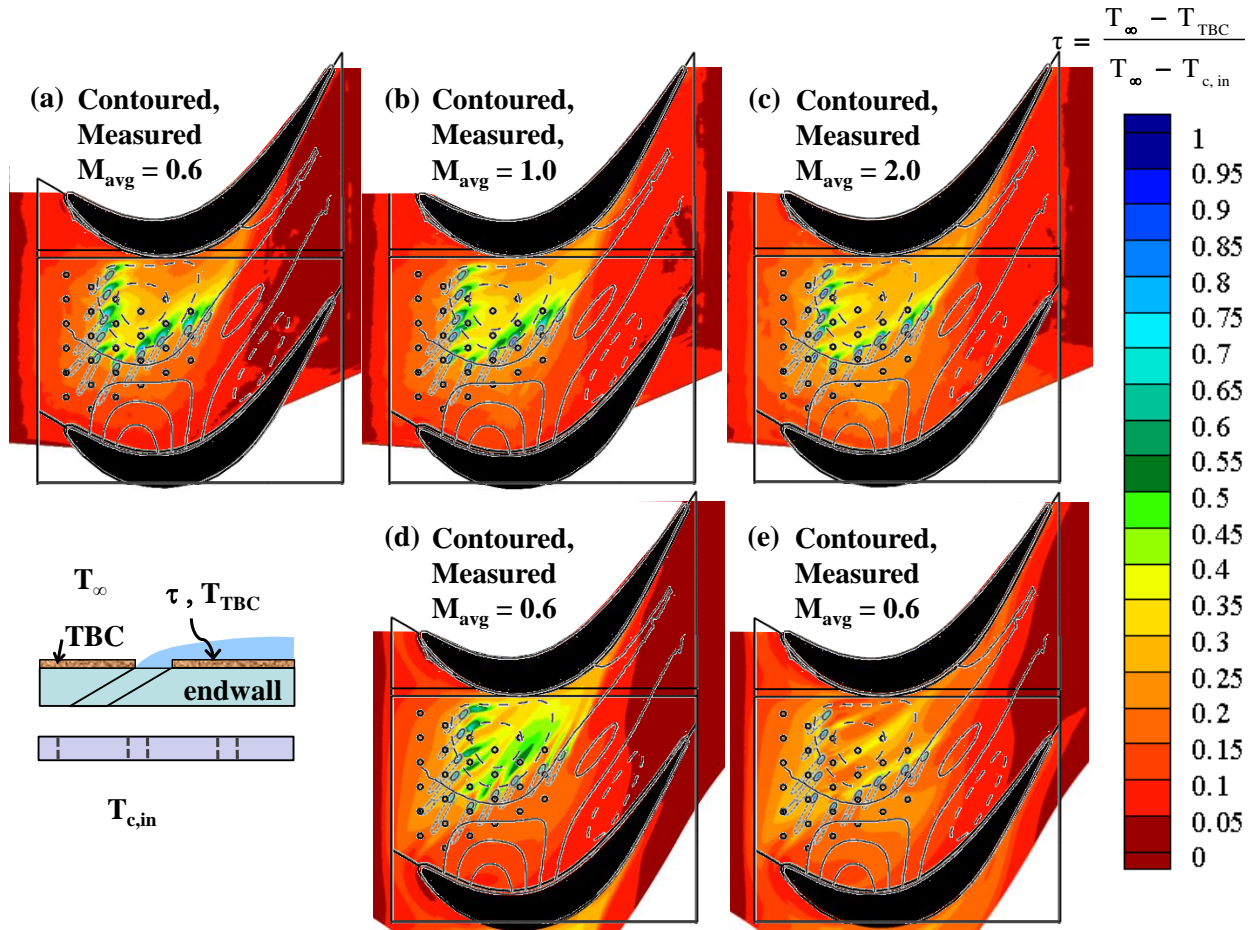 τ = T∞ − TTBC
T∞ − Tc, in
(a) Contoured,
Measured
Mavg = 0.6
(b) Contoured,
Measured,
Mavg = 1.0
(c) Contoured,
Measured
Mavg = 2.0
1
0.95
0.9
0.85
0.8
0.75
0.7
0.65
0.6
0.55
0.5
0.45
0.4
0.35
0.3
0.25
0.2
0.15
0.1
0.05
0
(d) Contoured,
Measured
Mavg = 0.6
(e) Contoured,
Measured
Mavg = 0.6
T∞
τ , TTBC
TBC
endwall
Tc,in